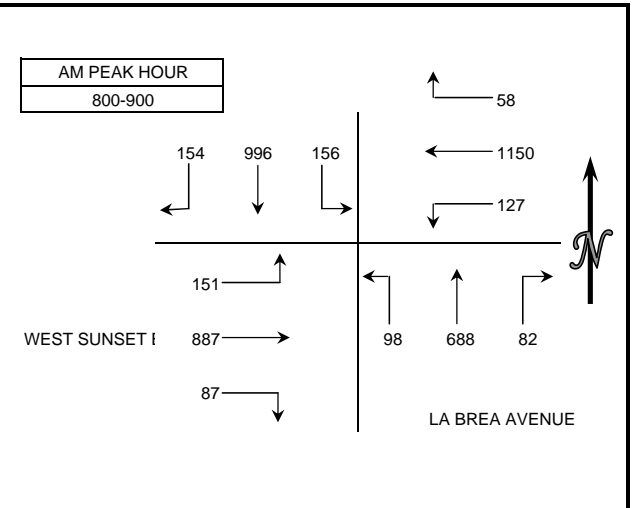 AM PEAK HOUR
800-900
58
154 996 156 1150
127
151
WEST SUNSET 887 98 688 82
87
LA BREA AVENUE
N